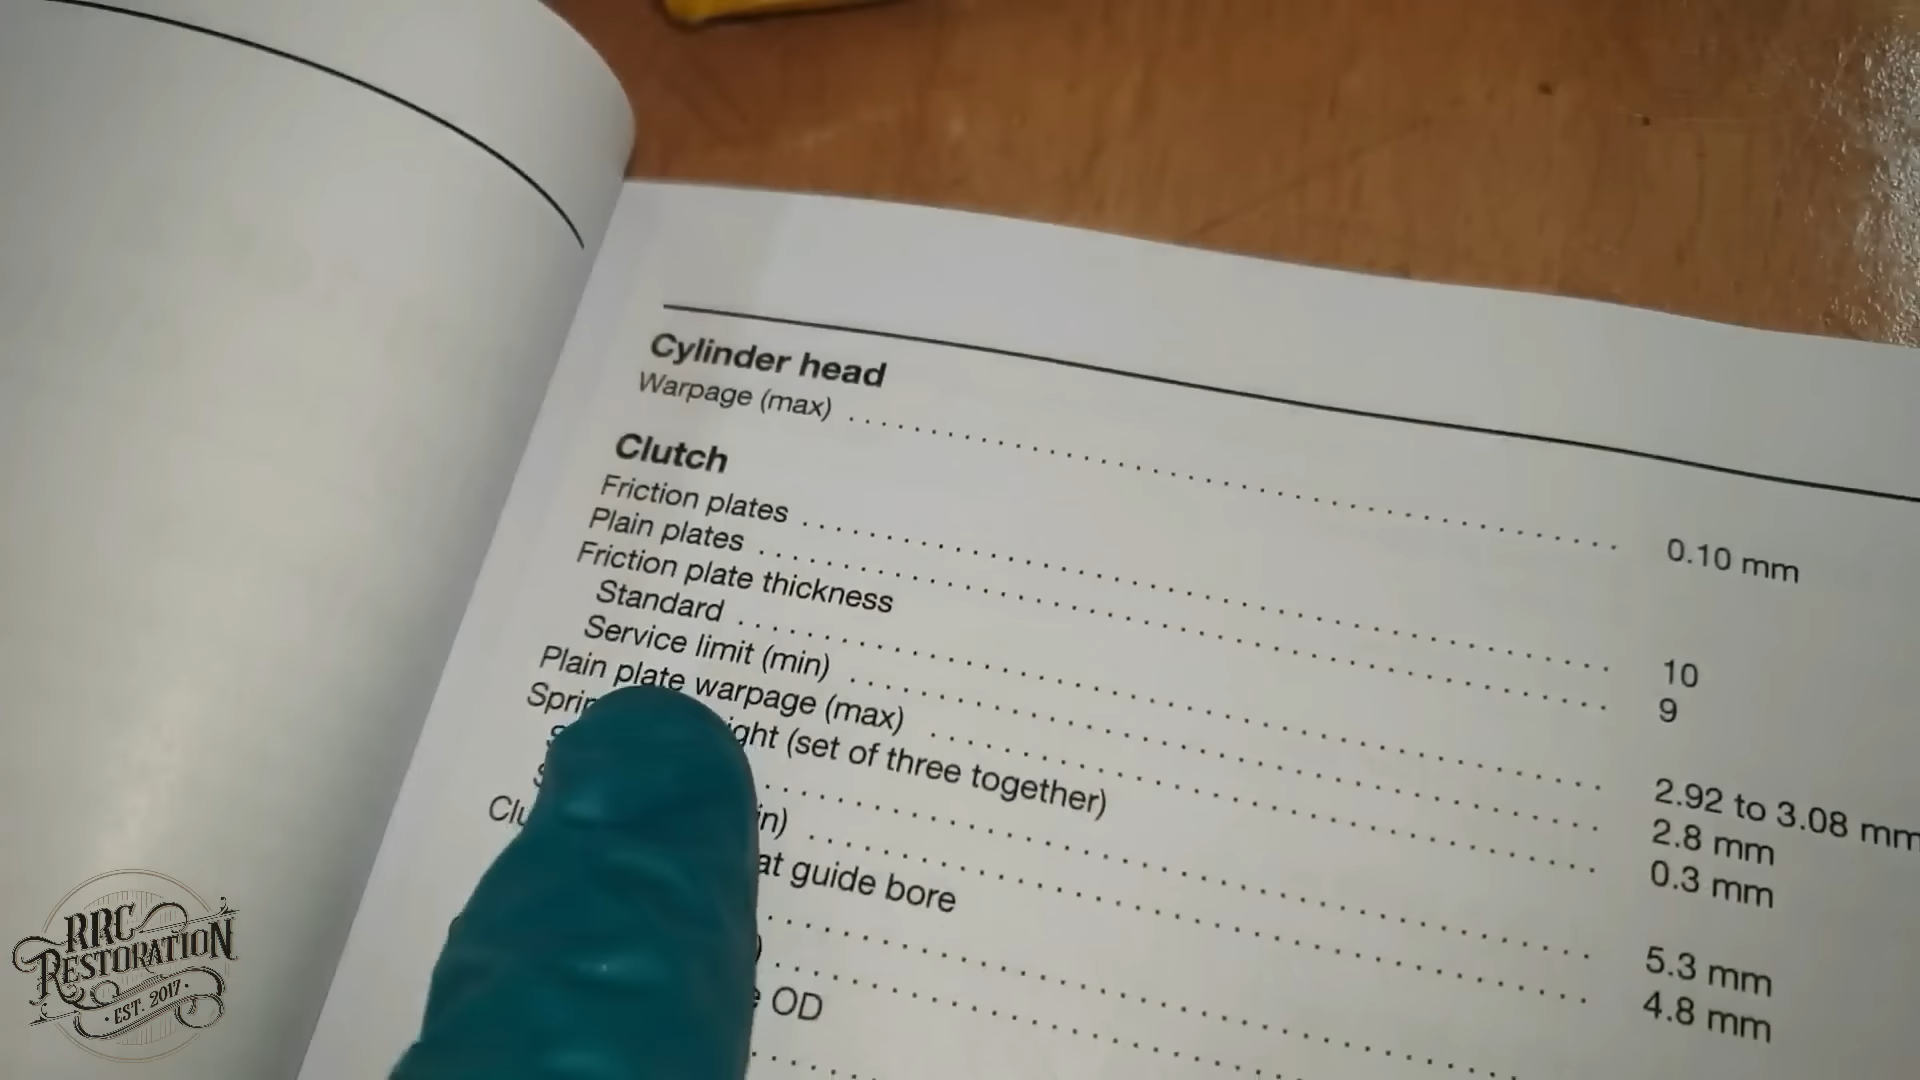 Cylinder head
Warpage (max) 0.10 mm
Clutch
Friction plates 10
Plain plates 9
Friction plate thickness
Standard 2.92 to 3.08 mm
Service limit (min) 2.8 mm
Plain plate warpage (max) 0.3 mm
(set of three together)
5.3 mm
4.8 mm
at guide bore
OD
RRC
RESTORATION
· EST. 2017 ·